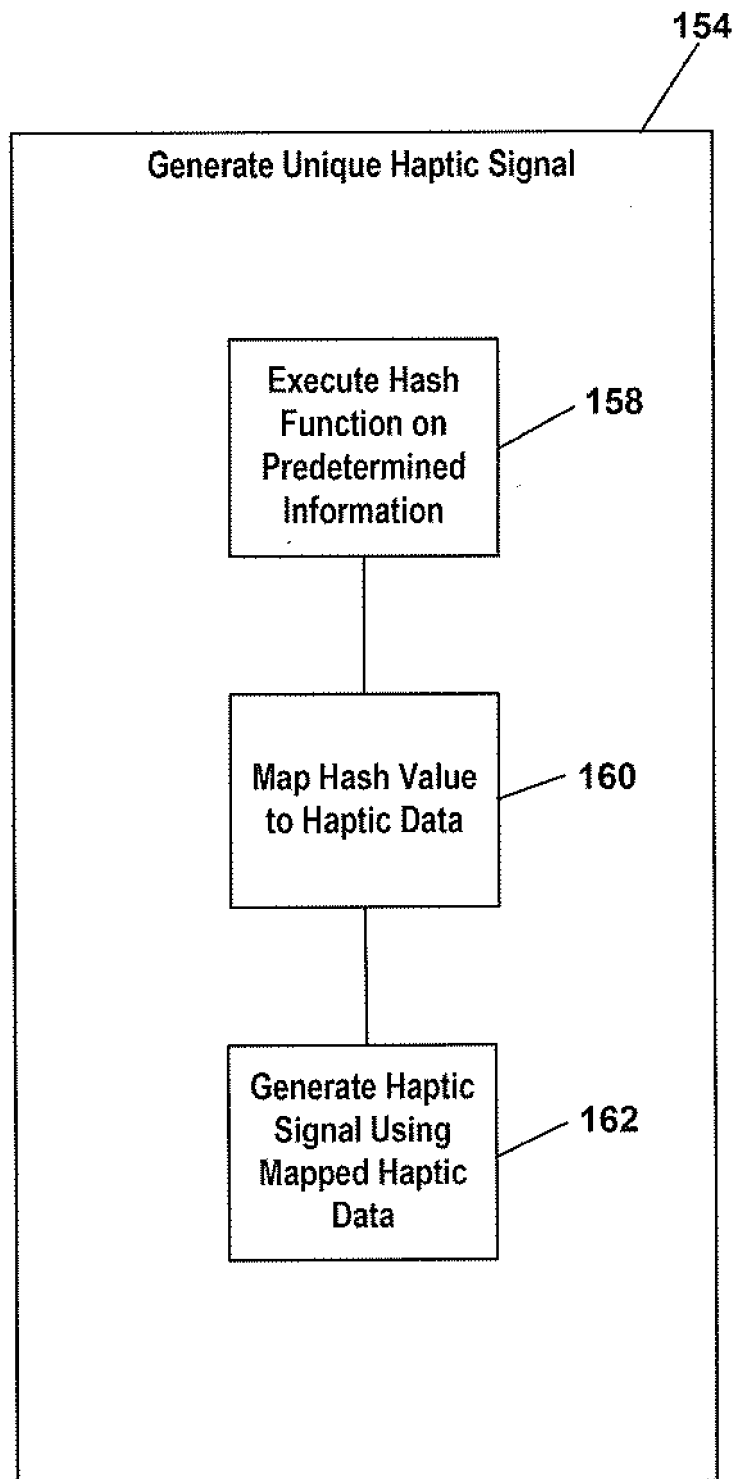 154
Generate Unique Haptic Signal
Execute Hash
Function on
Predetermined
Information
158
Map Hash Value
to Haptic Data
160
Generate Haptic
Signal Using
Mapped Haptic
Data
162